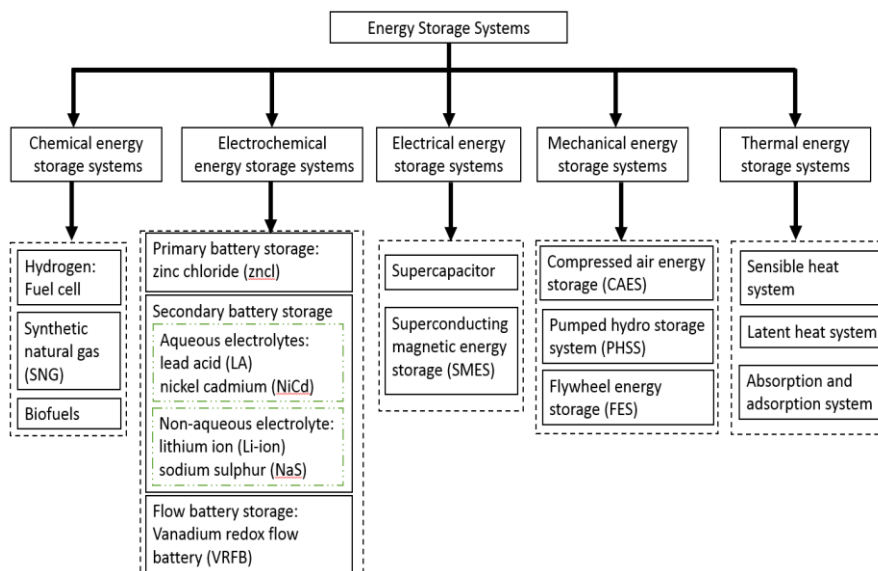 Energy Storage Systems
Chemical energy
storage systems
Electrochemical
energy storage systems
Electrical energy
storage systems
Mechanical energy
storage systems
Thermal energy
storage systems
Hydrogen:
Fuel cell
Synthetic
natural gas
(SNG)
Biofuels
Primary battery storage:
zinc chloride (zncl)
Secondary battery storage
Aqueous electrolytes:
lead acid (LA)
nickel cadmium (NiCd)
Non-aqueous electrolyte:
lithium ion (Li-ion)
sodium sulphur (NaS)
Flow battery storage:
Vanadium redox flow
battery (VRFB)
Supercapacitor
Superconducting
magnetic energy
storage (SMES)
Compressed air energy
storage (CAES)
Pumped hydro storage
system (PHSS)
Flywheel energy
storage (FES)
Sensible heat
system
Latent heat system
Absorption and
adsorption system